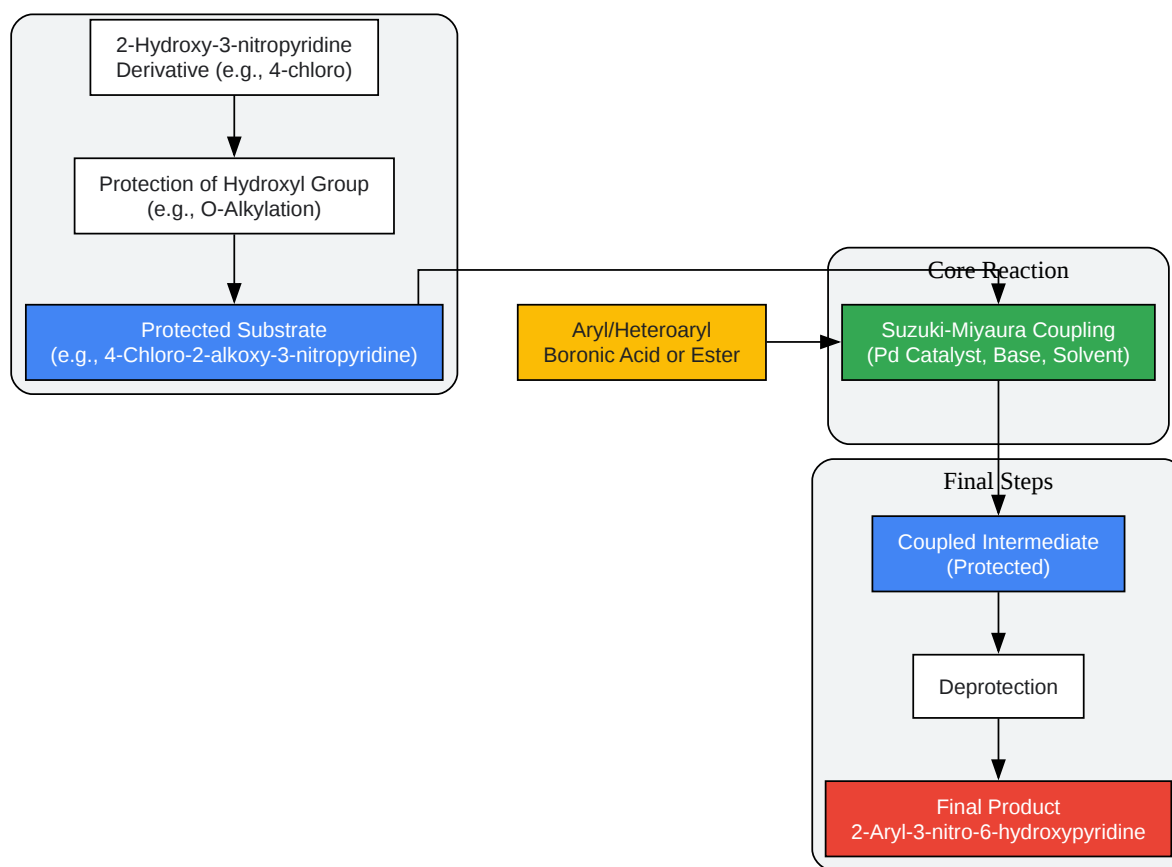 2-Hydroxy-3-nitropyridine
Derivative (e.g., 4-chloro)
Protection of Hydroxyl Group
(e.g., O-Alkylation)
Protected Substrate
(e.g., 4-Chloro-2-alkoxy-3-nitropyridine)
Aryl/Heteroaryl
Boronic Acid or Ester
Core Reaction
Suzuki-Miyaura Coupling
(Pd Catalyst, Base, Solvent)
Final Steps
Coupled Intermediate
(Protected)
Deprotection
Final Product
2-Aryl-3-nitro-6-hydroxypyridine